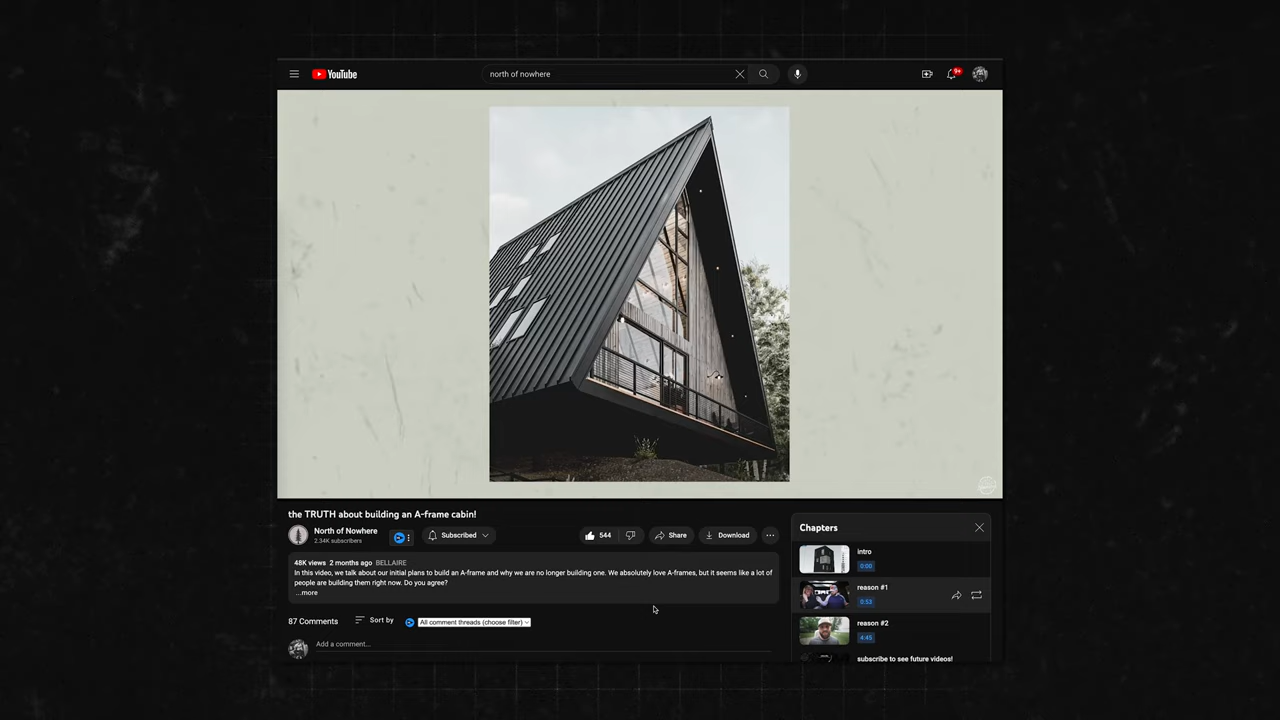 YouTube
north of nowhere
9+
the TRUTH about building an A-frame cabin!
North of Nowhere
2.34K subscribers
Subscribed
544
Share
Download
48K views 2 months ago BELLAIRE
In this video, we talk about our initial plans to build an A-frame and why we are no longer building one. We absolutely love A-frames, but it seems like a lot of
people are building them right now. Do you agree?
...more
87 Comments
Sort by
All comment threads (choose filter)
Add a comment...
Chapters
intro
0:00
reason #1
0:53
reason #2
4:45
subscribe to see future videos!